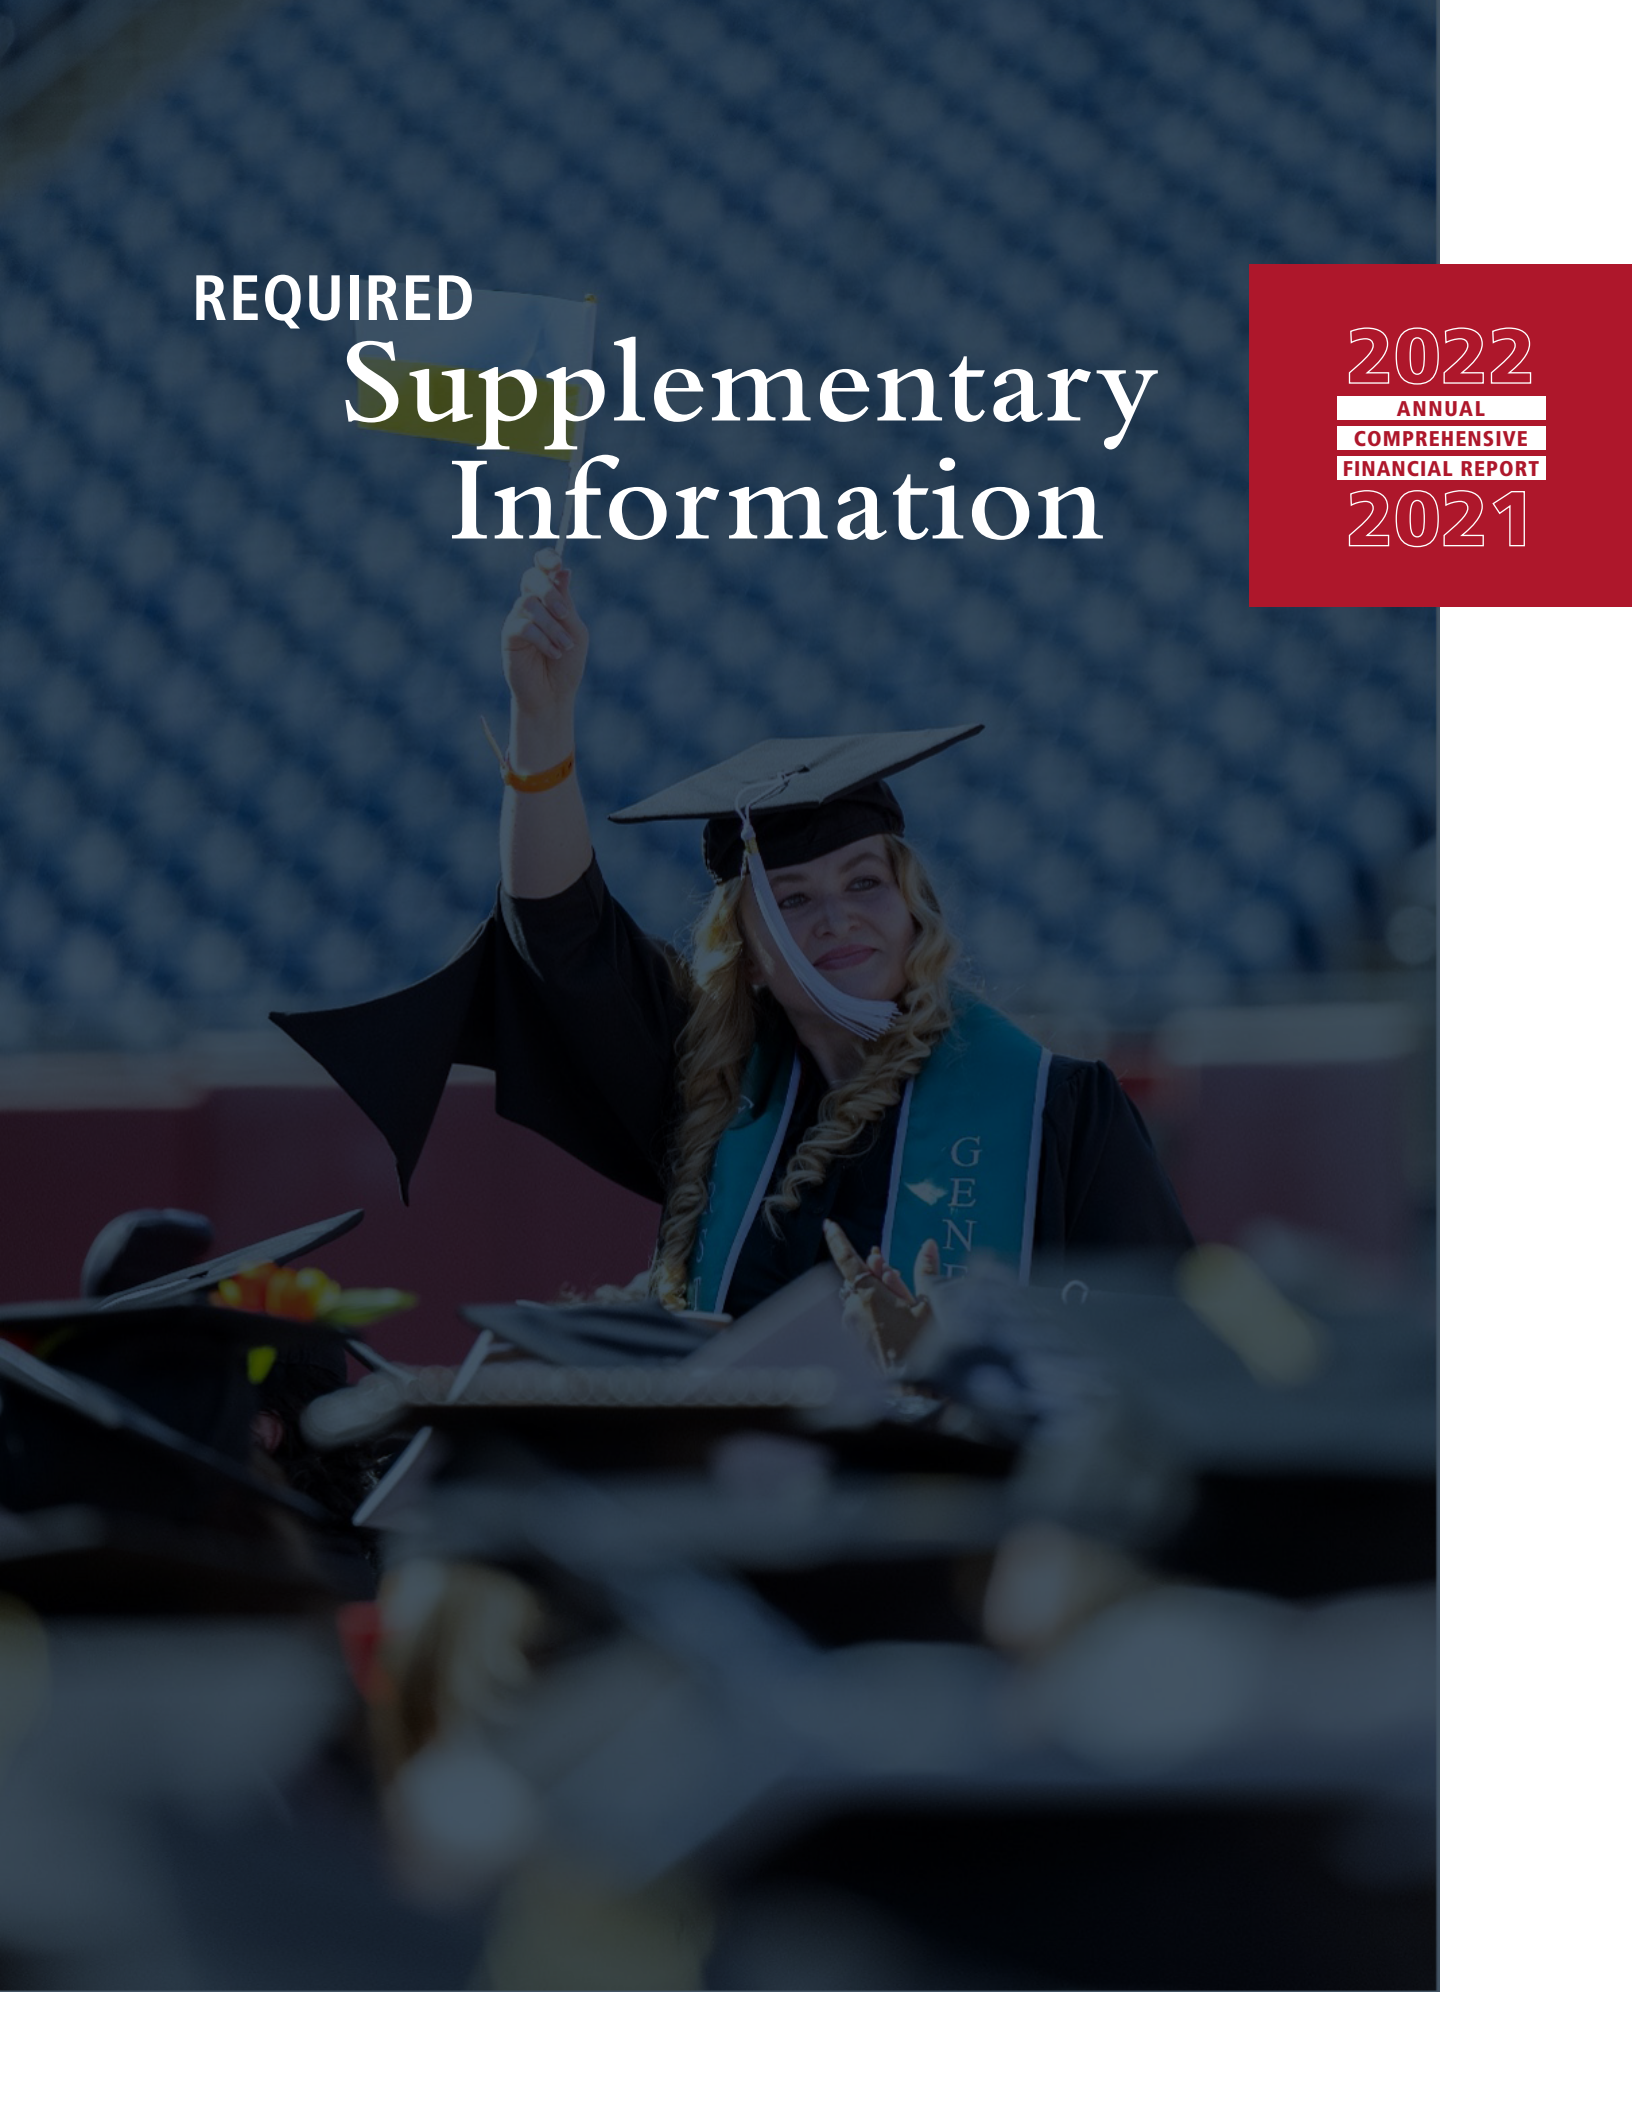 REQUIRED
Supplementary
Information
2022
ANNUAL
COMPREHENSIVE
FINANCIAL REPORT
2021
G
E
N